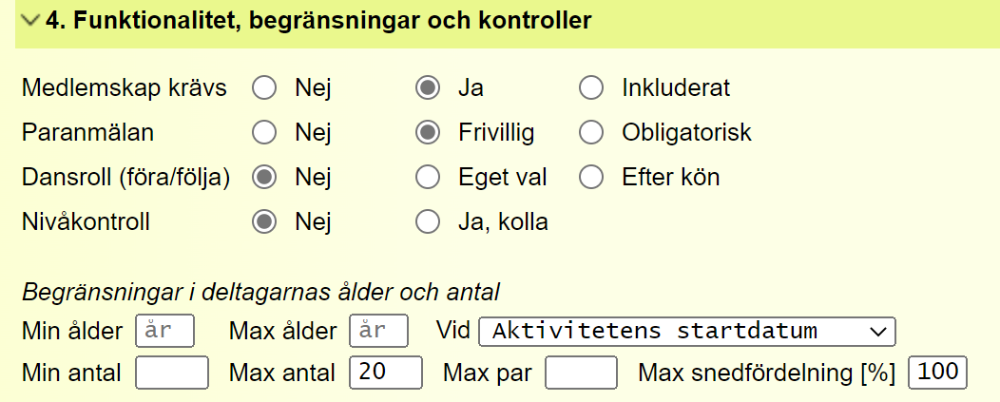 4. Funktionalitet, begränsningar och kontroller
Medlemskap krävs Nej Ja Inkluderat
Paranmälan Nej Frivillig Obligatorisk
Dansroll (föra/följa) Nej Eget val Efter kön
Nivåkontroll Nej Ja, kolla
Begränsningar i deltagarnas ålder och antal
Min ålder år Max ålder år Vid Aktivitetens startdatum
Min antal Max antal 20 Max par Max snedfördelning [%] 100